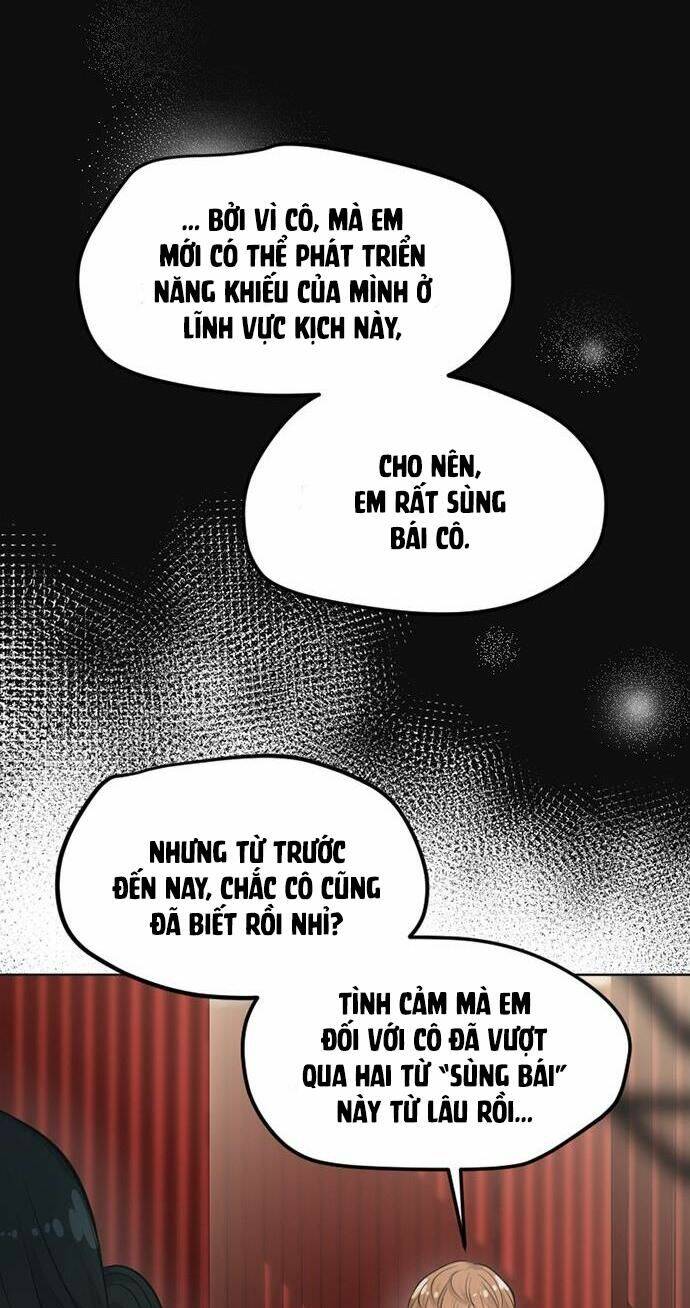 ... BỞI VÌ CÔ, MÀ EM
MỚI CÓ THỂ PHÁT TRIỂN
NĂNG KHIẾU CỦA MÌNH Ở
LĨNH VỰC KỊCH NÀY,
CHO NÊN,
EM RẤT SÙNG
BÁI CÔ.
NHƯNG TỪ TRƯỚC
ĐẾN NAY, CHẮC CÔ CŨNG
ĐÃ BIẾT RỒI NHỈ?
TÌNH CẢM MÀ EM
ĐỐI VỚI CÔ ĐÃ VƯỢT
QUA HAI TỪ “SÙNG BÁI”
NÀY TỪ LÂU RỒI...